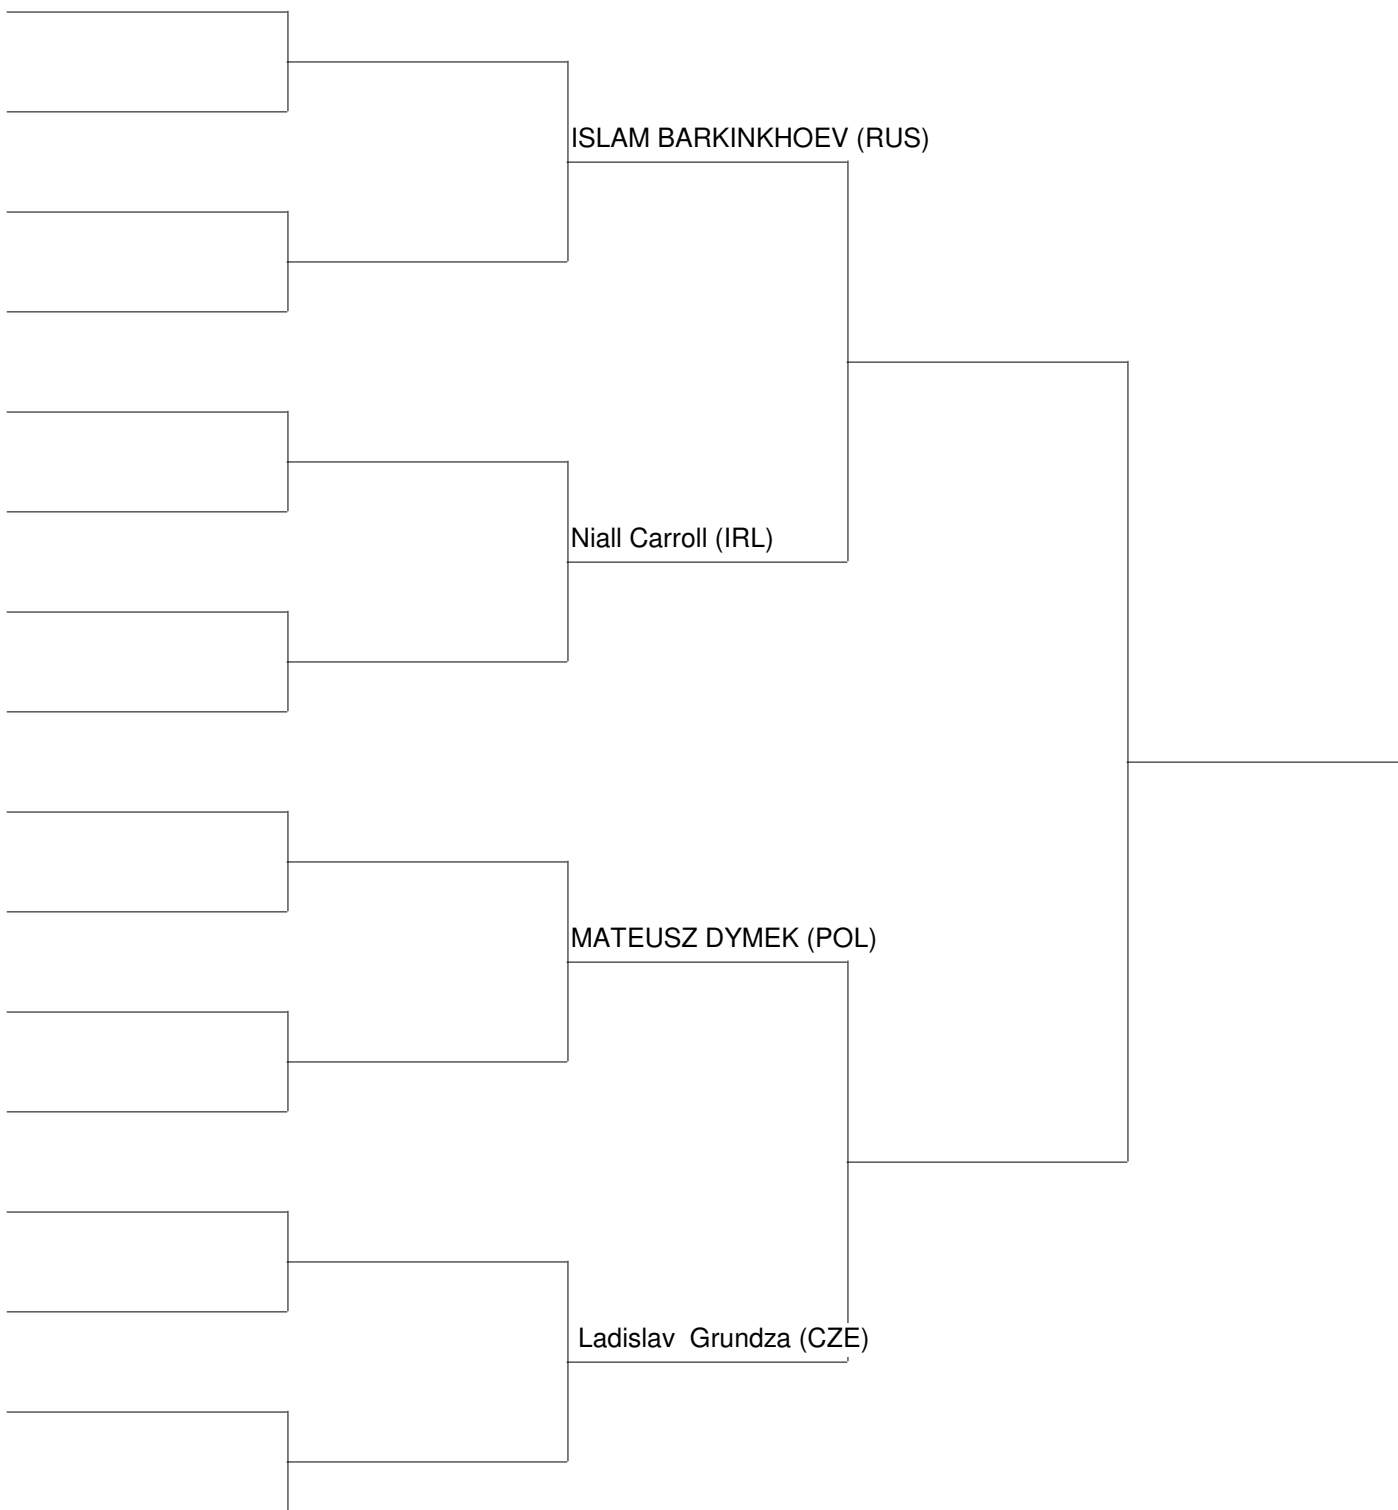 ISLAM BARKINKHOEV (RUS)
Niall Carroll (IRL)
MATEUSZ DYMEK (POL)
Ladislav  Grundza (CZE)